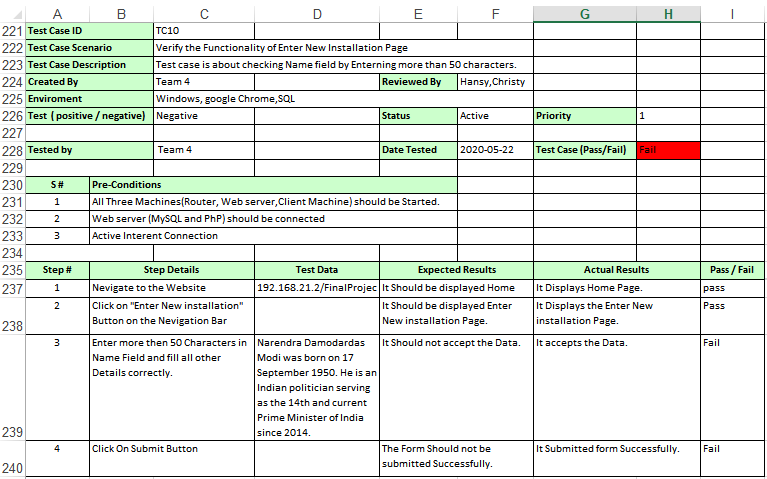 A B C D E F G H I
221 Test Case ID TC10
222 Test Case Scenario Verify the Functionality of Enter New Installation Page
223 Test Case Description Test case is about checking Name field by Enterning more than 50 characters.
224 Created By Team 4 Reviewed By Hansy,Christy
225 Enviroment Windows, google Chrome,SQL
226 Test ( positive / negative) Negative Status Active Priority 1
227
228 Tested by Team 4 Date Tested 2020-05-22 Test Case (Pass/Fail) Fail
229
230 S # Pre-Conditions
231 1 All Three Machines(Router, Web server,Client Machine) should be Started.
232 2 Web server (MySQL and PhP) should be connected
233 3 Active Interent Connection
234
235 Step # Step Details Test Data Expected Results Actual Results Pass / Fail
237 1 Nevigate to the Website 192.168.21.2/FinalProjec It Should be displayed Home It Displays Home Page. pass
2 Click on "Enter New installation" It Should be displayed Enter It Displays the Enter New Pass
238 Button on the Nevigation Bar New installation Page. installation Page.
3 Enter more then 50 Characters in Narendra Damodardas It Should not accept the Data. It accepts the Data. Fail
Name Field and fill all other Modi was born on 17
Details correctly. September 1950. He is an
Indian politician serving
as the 14th and current
Prime Minister of India
239 since 2014.
4 Click On Submit Button The Form Should not be It Submitted form Successfully. Fail
240 submitted Successfully.